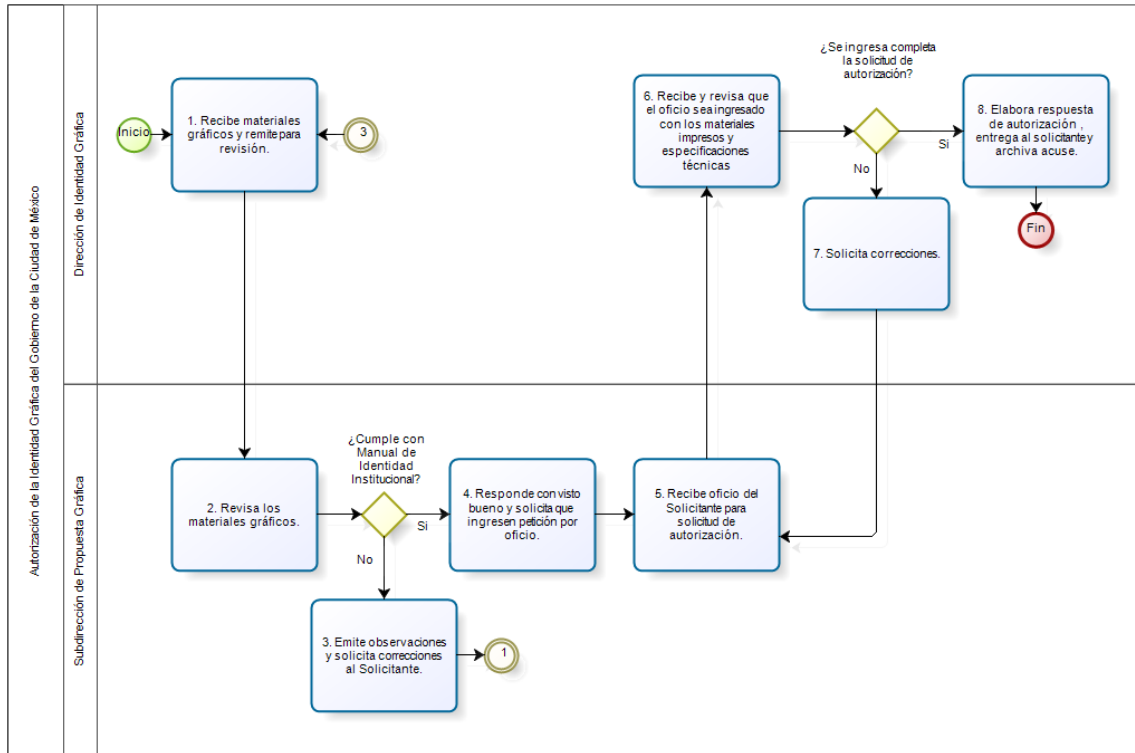 Autorización de la Identidad Gráfica del Gobierno de la Ciudad de México
Dirección de Identidad Gráfica
Inicio
1. Recibe materiales
gráficos y remite para
revisión.
3
6. Recibe y revisa que
el oficio sea ingresado
con los materiales
impresos y
especificaciones
técnicas
¿Se ingresa completa
la solicitud de
autorización?
Si
No
8. Elabora respuesta
de autorización ,
entrega al solicitante y
archiva acuse.
Fin
7. Solicita correcciones.
Subdirección de Propuesta Gráfica
2. Revisa los
materiales gráficos.
¿Cumple con
Manual de
Identidad
Institucional?
Si
No
4. Responde con visto
bueno y solicita que
ingresen petición por
oficio.
5. Recibe oficio del
Solicitante para
solicitud de
autorización.
3. Emite observaciones
y solicita correcciones
al Solicitante.
1